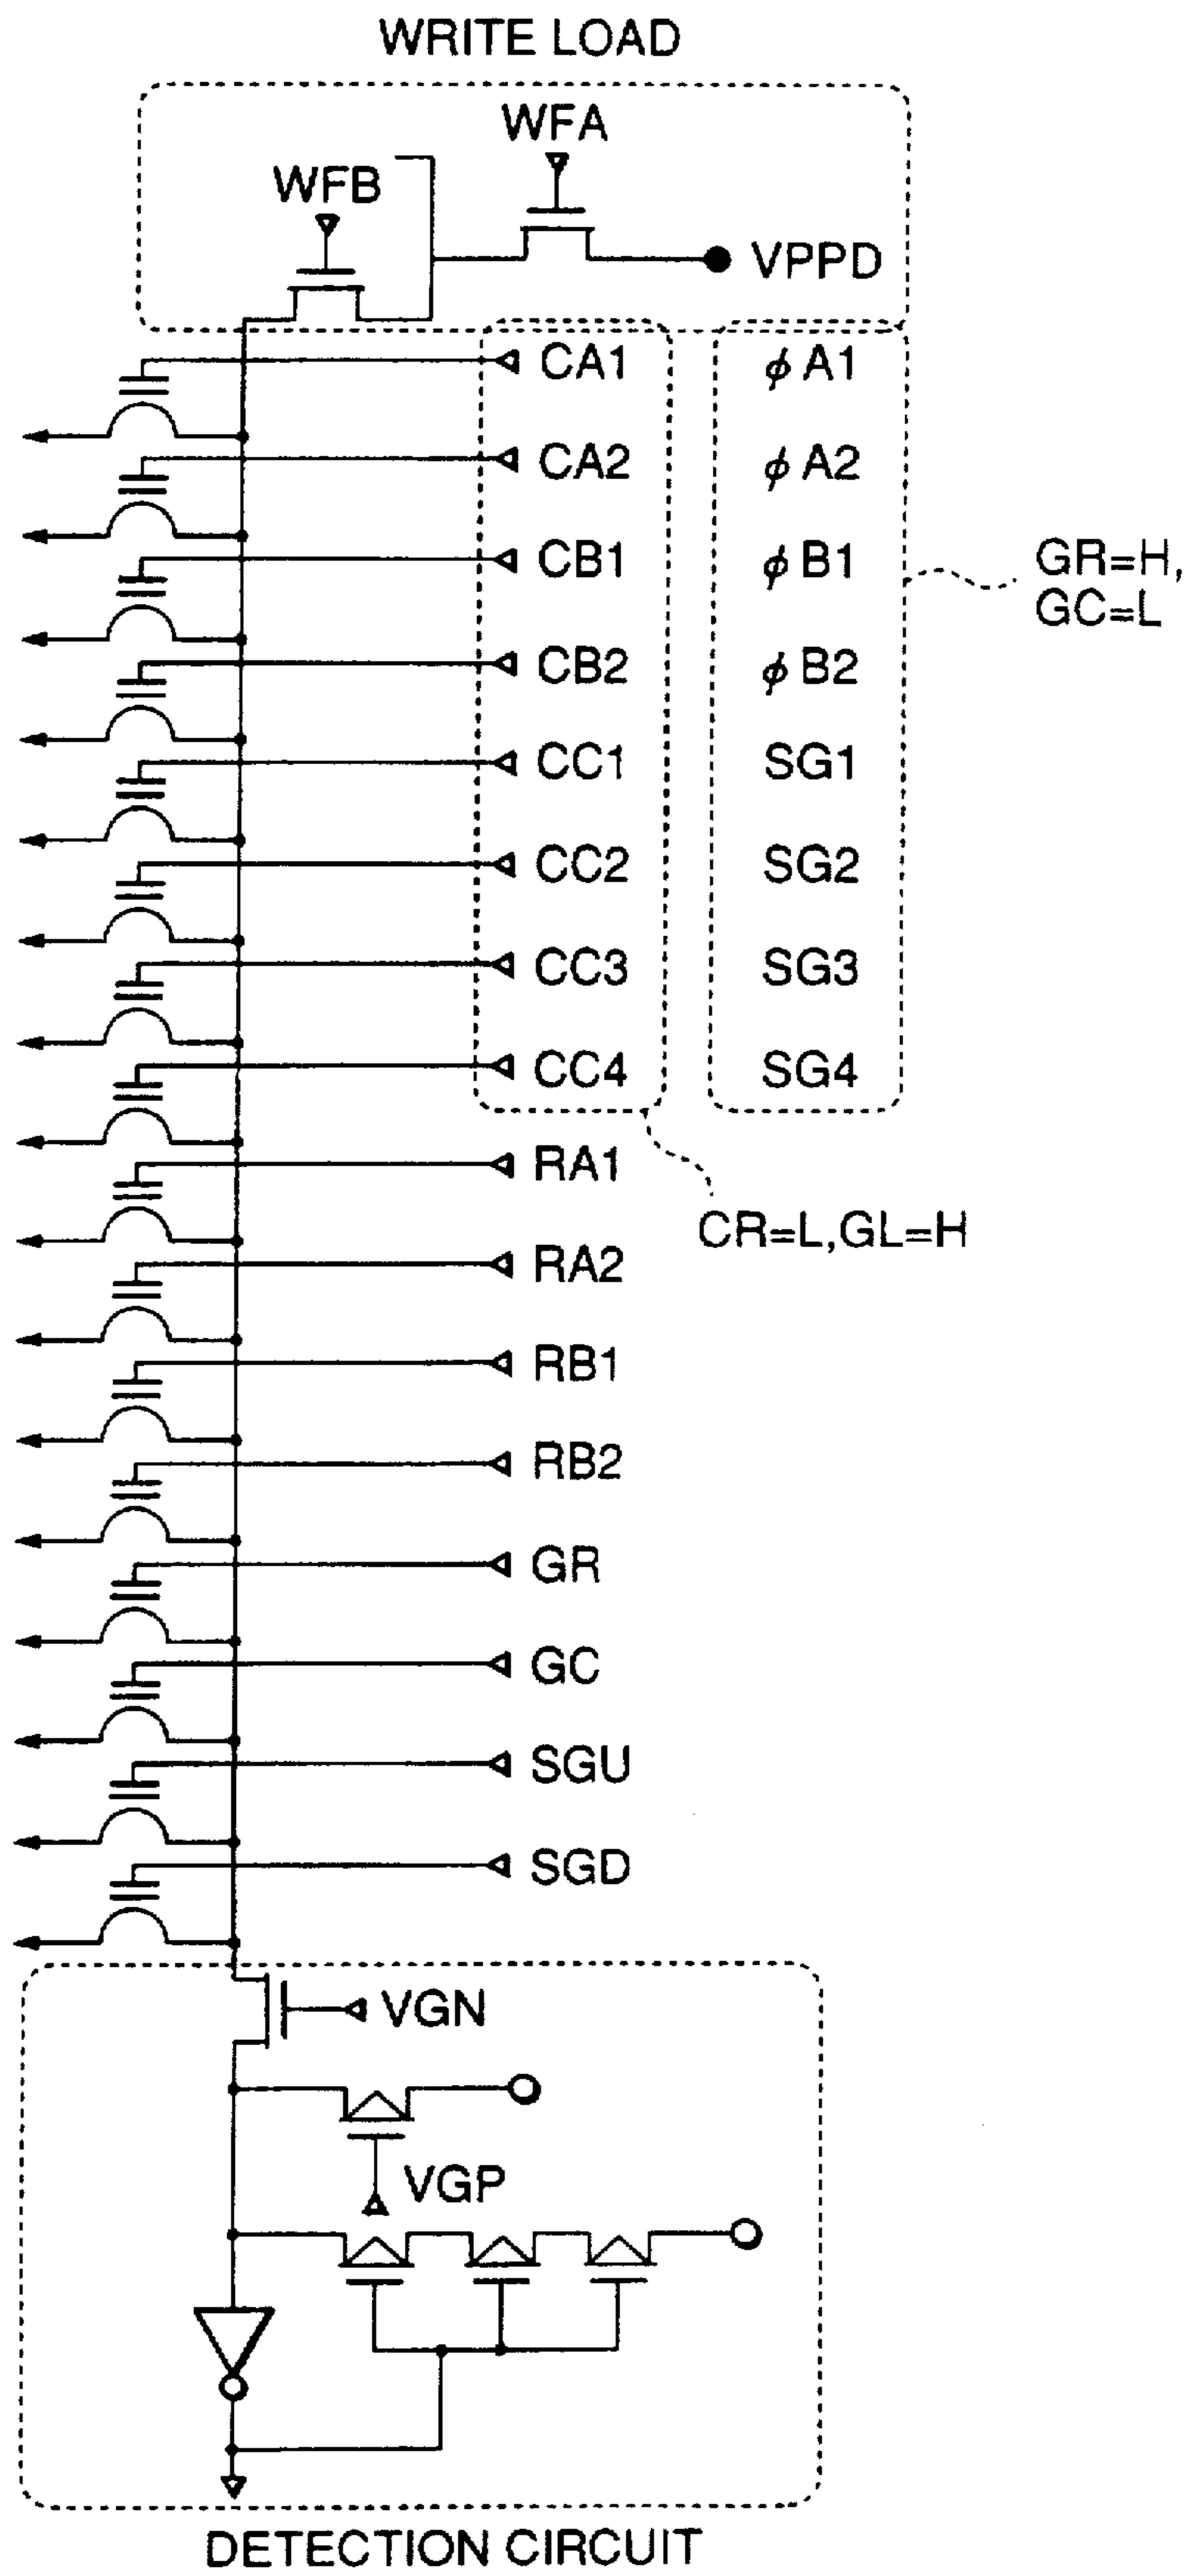 WRITE LOAD
WFA
WFB
VPPD
CA1 φA1
CA2 φA2
CB1 φB1
GR=H,
GC=L
CB2 φB2
CC1 SG1
CC2 SG2
CC3 SG3
CC4 SG4
RA1
CR=L,GL=H
RA2
RB1
RB2
GR
GC
SGU
SGD
VGN
VGP
DETECTION CIRCUIT